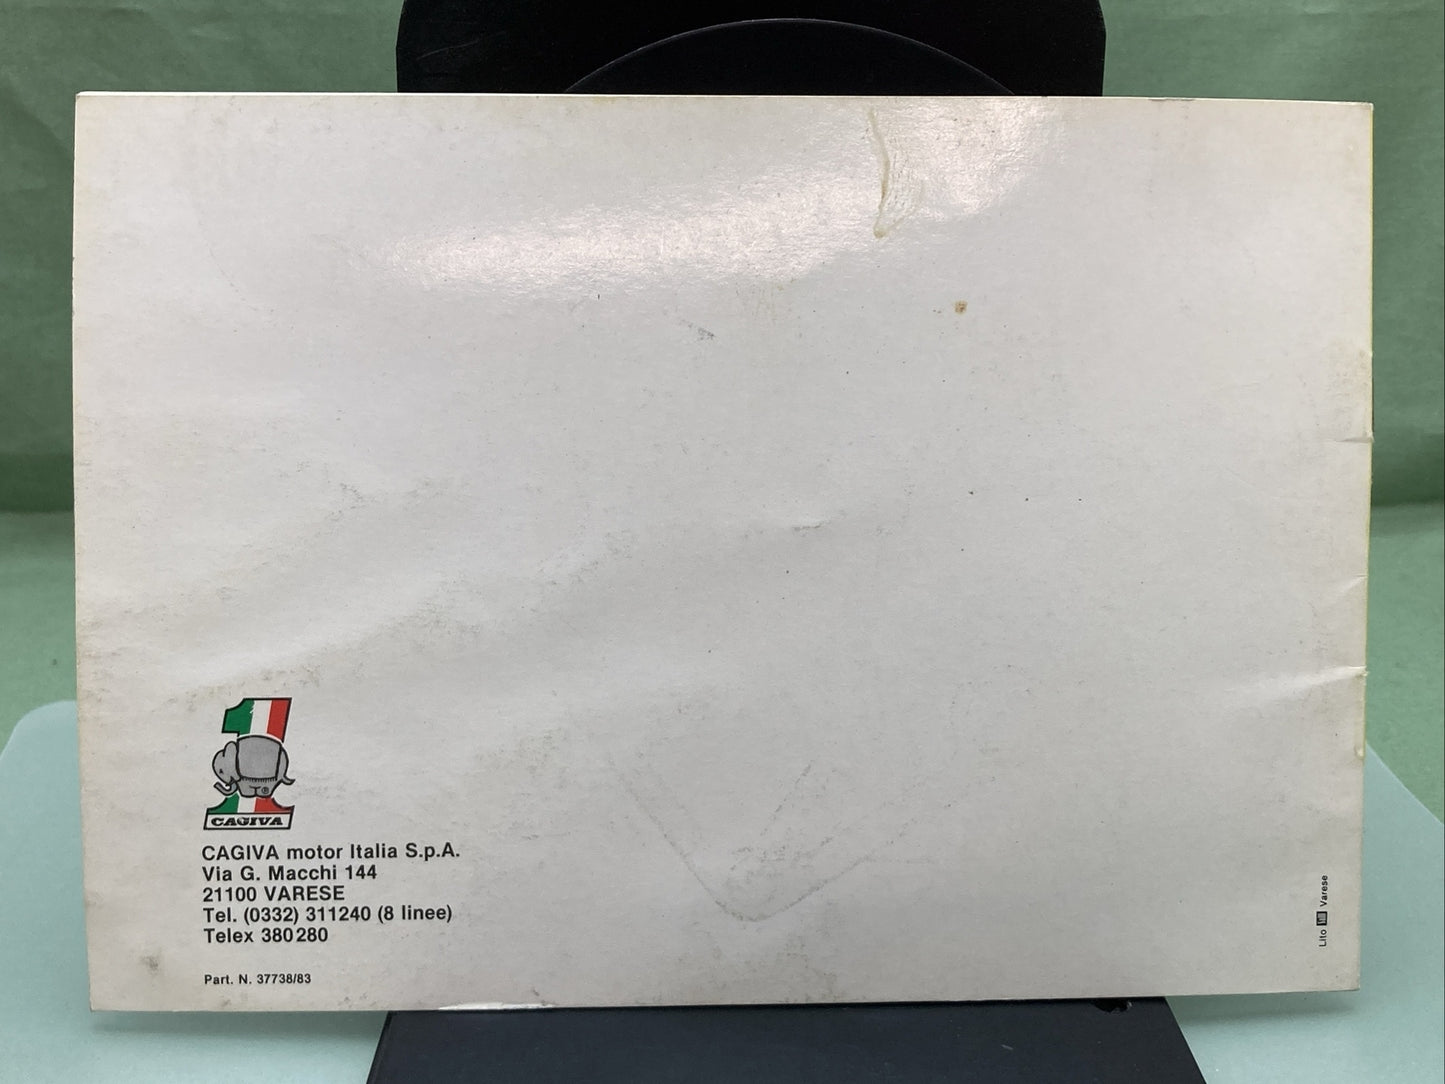 CAGIVA
CAGIVA motor Italia S.p.A.
Via G. Macchi 144
21100 VARESE
Tel. (0332) 311240 (8 linee)
Telex 380280
Part. N. 37738/83
Lito Varese